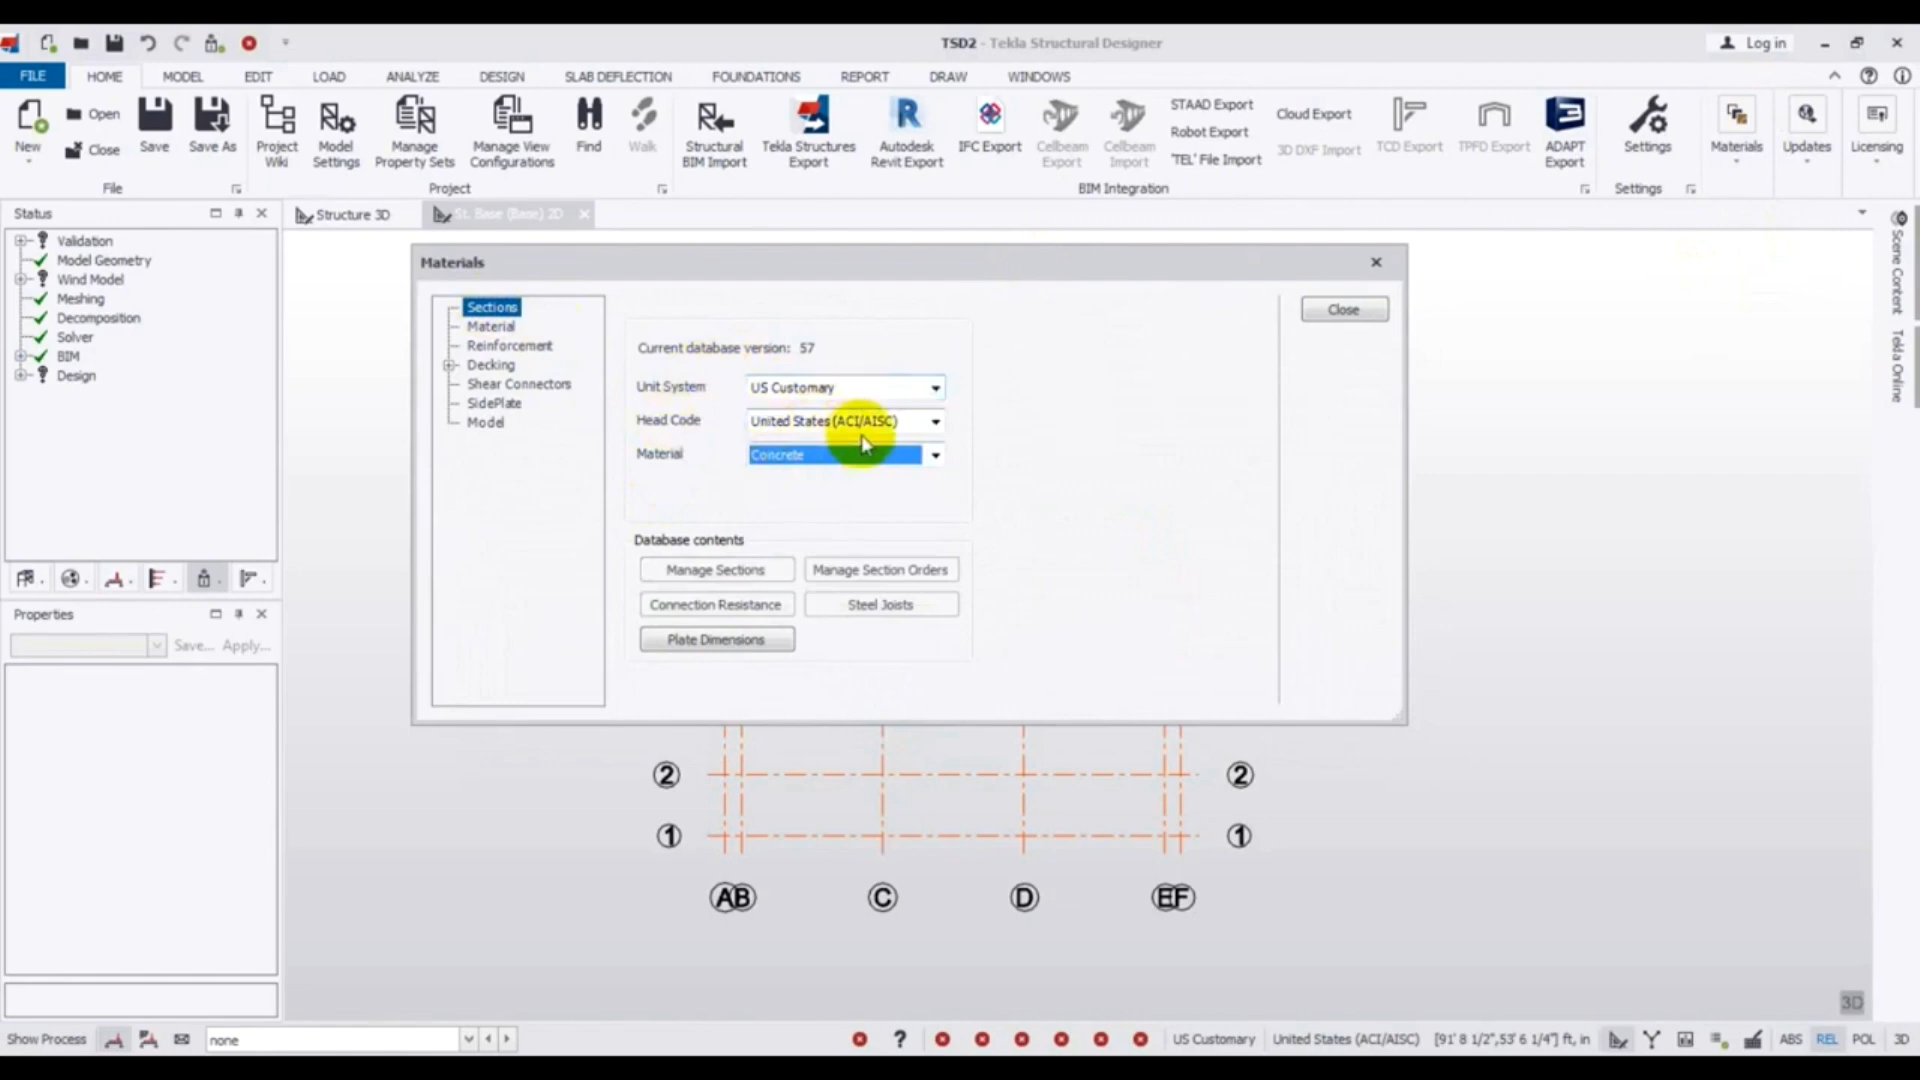 TSD2 - Tekla Structural Designer
Log in
FILE HOME MODEL EDIT LOAD ANALYZE DESIGN SLAB DEFLECTION FOUNDATIONS REPORT DRAW WINDOWS
New
Open
Close
Save
Save As
Project Wiki
Model Settings
Manage Property Sets
Manage View Configurations
Find
Walk
Structural BIM Import
Tekla Structures Export
Autodesk Revit Export
IFC Export
Cellbeam Export
Cellbeam Import
STAAD Export
Robot Export
'TEL' File Import
Cloud Export
3D DXF Import
TCD Export
TPFD Export
ADAPT Export
Settings
Materials
Updates
Licensing
File
Project
BIM Integration
Settings
Status
Validation
Model Geometry
Wind Model
Meshing
Decomposition
Solver
BIM
Design
Structure 3D
St. Base (Base) 2D
Scene Content
Tekla Online
Materials
Sections
Material
Reinforcement
Decking
Shear Connectors
SidePlate
Model
Current database version: 57
Unit System US Customary
Head Code United States (ACI/AISC)
Material Concrete
Database contents
Manage Sections Manage Section Orders
Connection Resistance Steel Joists
Plate Dimensions
Close
Properties
Save... Apply...
2 2
1 1
A B C D E F
3D
Show Process
none
US Customary United States (ACI/AISC) [91' 8 1/2",53' 6 1/4"] ft, in ABS REL POL 3D